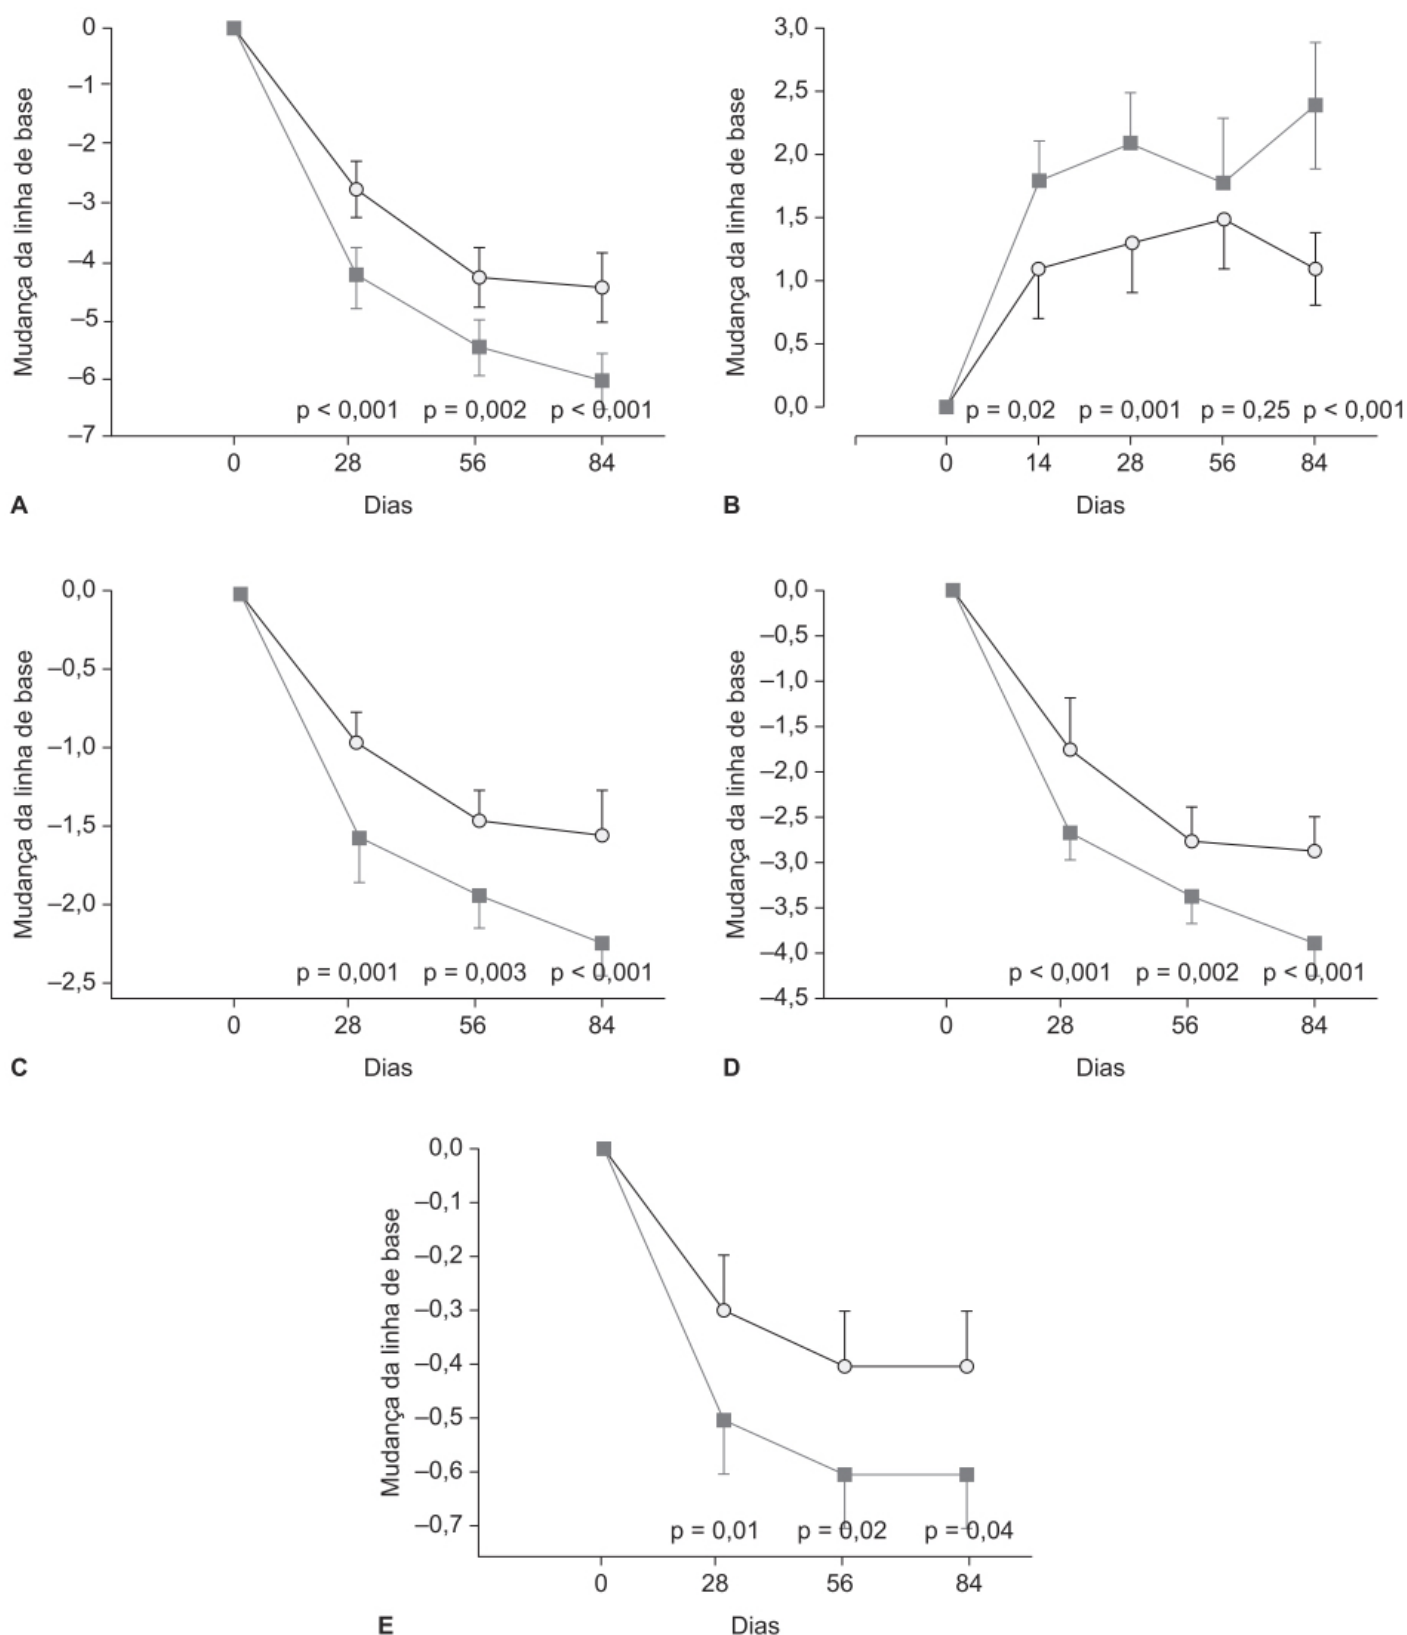 0
–1
–2
–3
–4
–5
–6
–7
Mudança da linha de base
p < 0,001 p = 0,002 p < 0,001
0 28 56 84
Dias
A
3,0
2,5
2,0
1,5
1,0
0,5
0,0
Mudança da linha de base
p = 0,02 p = 0,001 p = 0,25 p < 0,001
0 14 28 56 84
Dias
B
0,0
–0,5
–1,0
–1,5
–2,0
–2,5
Mudança da linha de base
p = 0,001 p = 0,003 p < 0,001
0 28 56 84
Dias
C
0,0
–0,5
–1,0
–1,5
–2,0
–2,5
–3,0
–3,5
–4,0
–4,5
Mudança da linha de base
p < 0,001 p = 0,002 p < 0,001
0 28 56 84
Dias
D
0,0
–0,1
–0,2
–0,3
–0,4
–0,5
–0,6
–0,7
Mudança da linha de base
p = 0,01 p = 0,02 p = 0,04
0 28 56 84
Dias
E